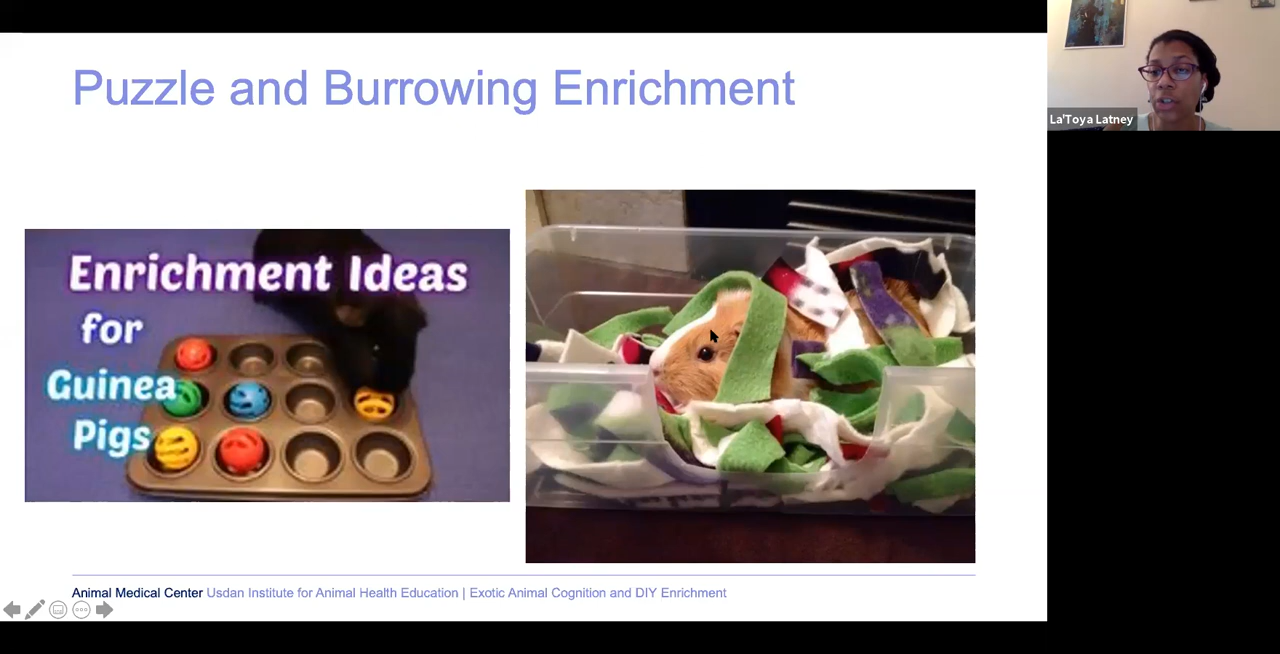 Puzzle and Burrowing Enrichment
La'Toya Latney
Enrichment Ideas
for
Guinea
Pigs
Animal Medical Center Usdan Institute for Animal Health Education | Exotic Animal Cognition and DIY Enrichment